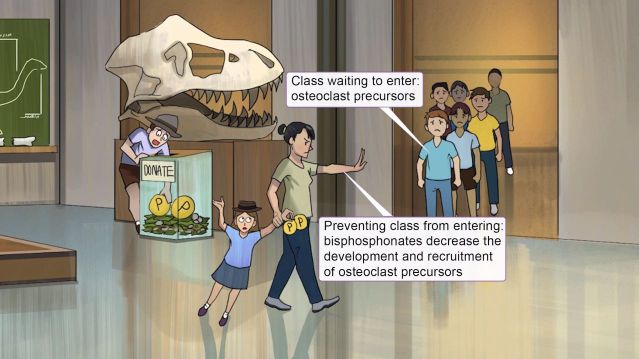 Class waiting to enter:
osteoclast precursors
DONATE
P P
P P
Preventing class from entering:
bisphosphonates decrease the
development and recruitment
of osteoclast precursors